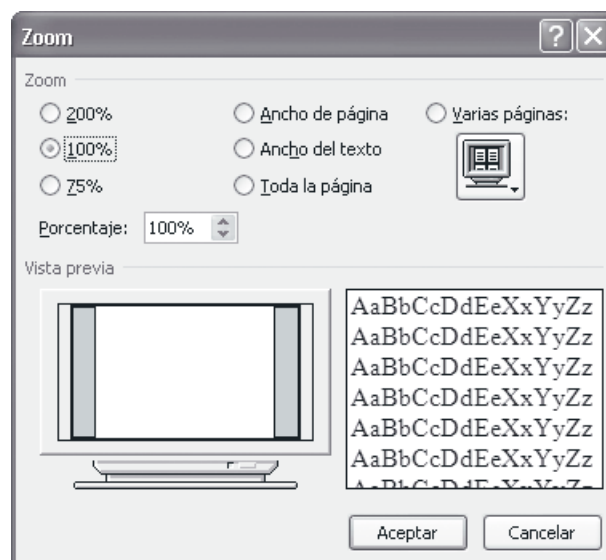 Zoom
Zoom
200%
Ancho de página
Varias páginas:
100%
Ancho del texto
75%
Toda la página
Porcentaje: 100%
Vista previa
AaBbCcDdEeXxYyZz
AaBbCcDdEeXxYyZz
AaBbCcDdEeXxYyZz
AaBbCcDdEeXxYyZz
AaBbCcDdEeXxYyZz
AaBbCcDdEeXxYyZz
AaBbCcDdEeXxYyZz
Aceptar
Cancelar